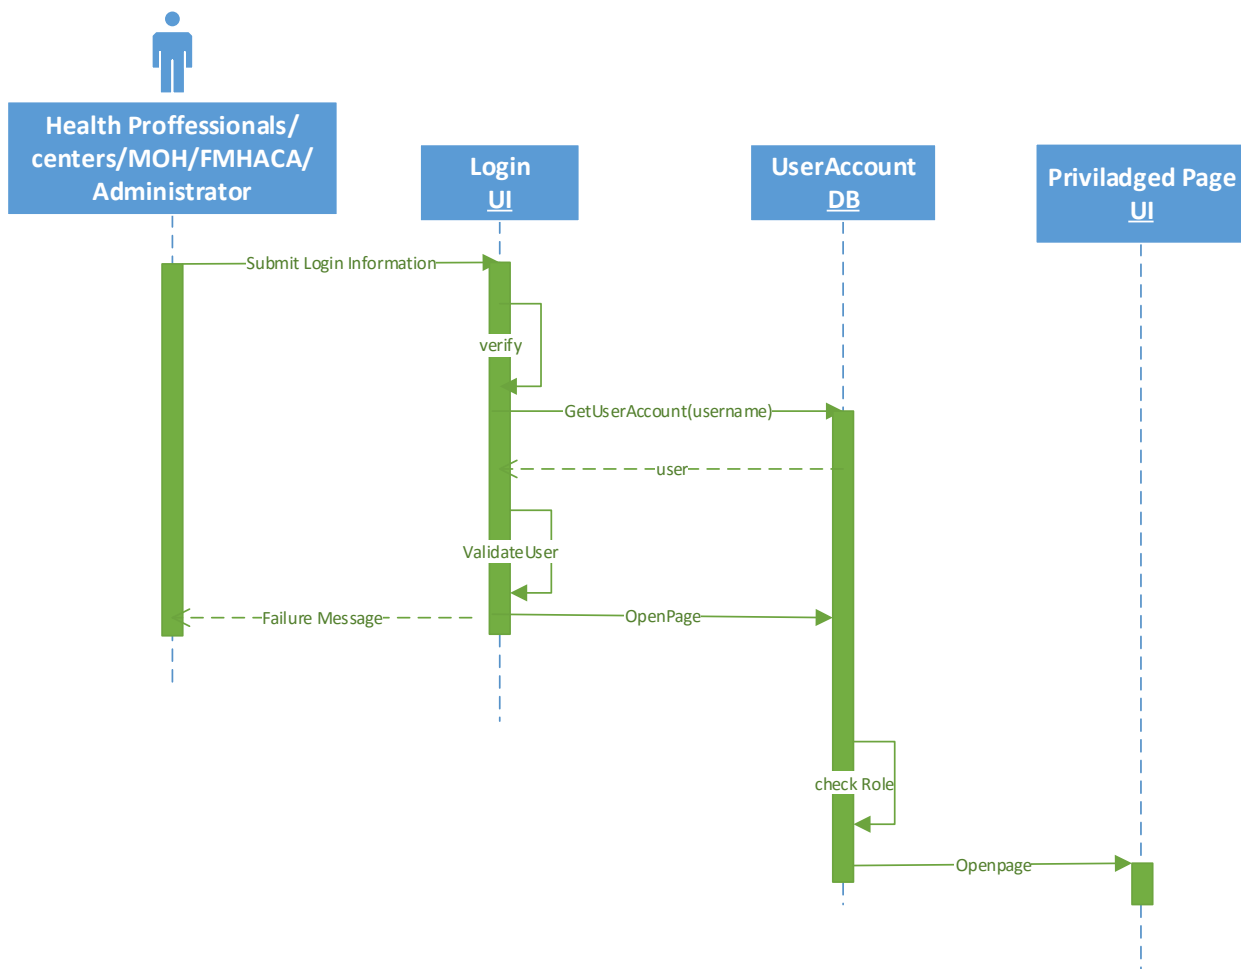 Health Proffessionals/
centers/MOH/FMHACA/
Administrator
Login
UI
UserAccount
DB
Priviladged Page
UI
Submit Login Information
verify
GetUserAccount(username)
user
ValidateUser
Failure Message
OpenPage
check Role
Openpage